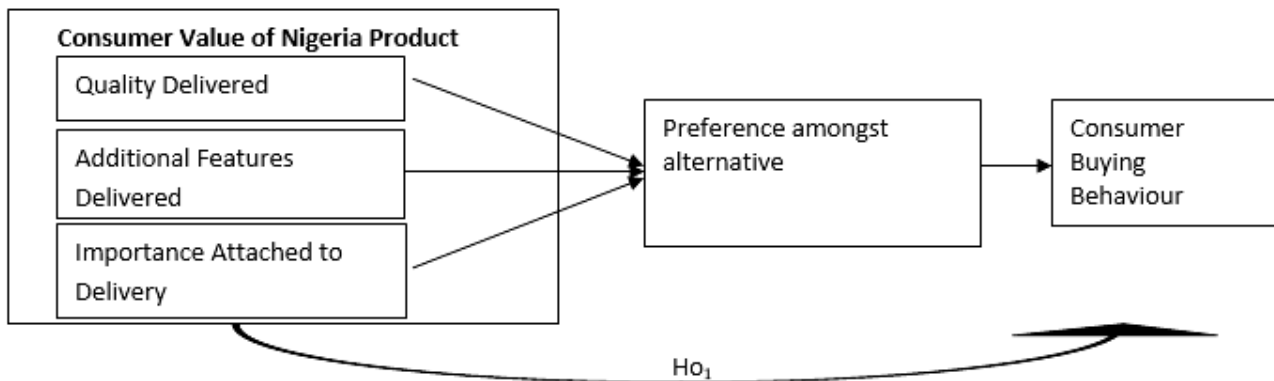 Consumer Value of Nigeria Product
Quality Delivered
Additional Features
Delivered
Importance Attached to
Delivery
Preference amongst
alternative
Consumer
Buying
Behaviour
Ho₁